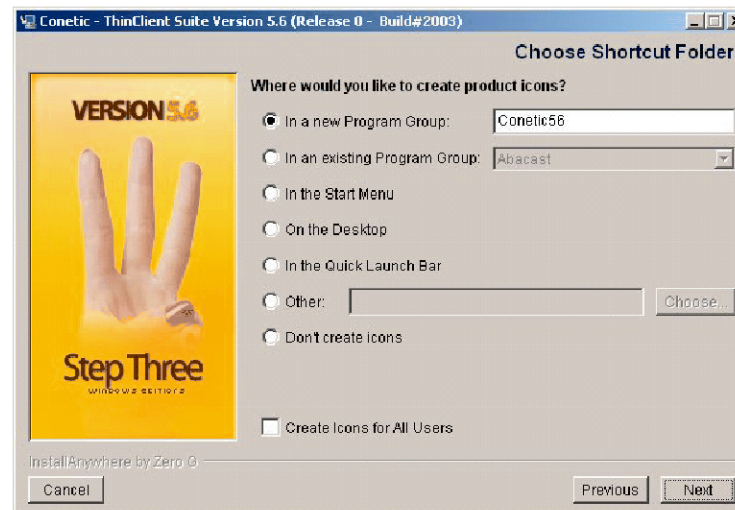 Conetic - ThinClient Suite Version 5.6 (Release 0 - Build#2003)
Choose Shortcut Folder
VERSION 5.6
Step Three
WINDOWS EDITIONS
Where would you like to create product icons?
In a new Program Group: Conetic56
In an existing Program Group: Abacast
In the Start Menu
On the Desktop
In the Quick Launch Bar
Other: Choose...
Don't create icons
Create Icons for All Users
InstallAnywhere by Zero G
Cancel Previous Next